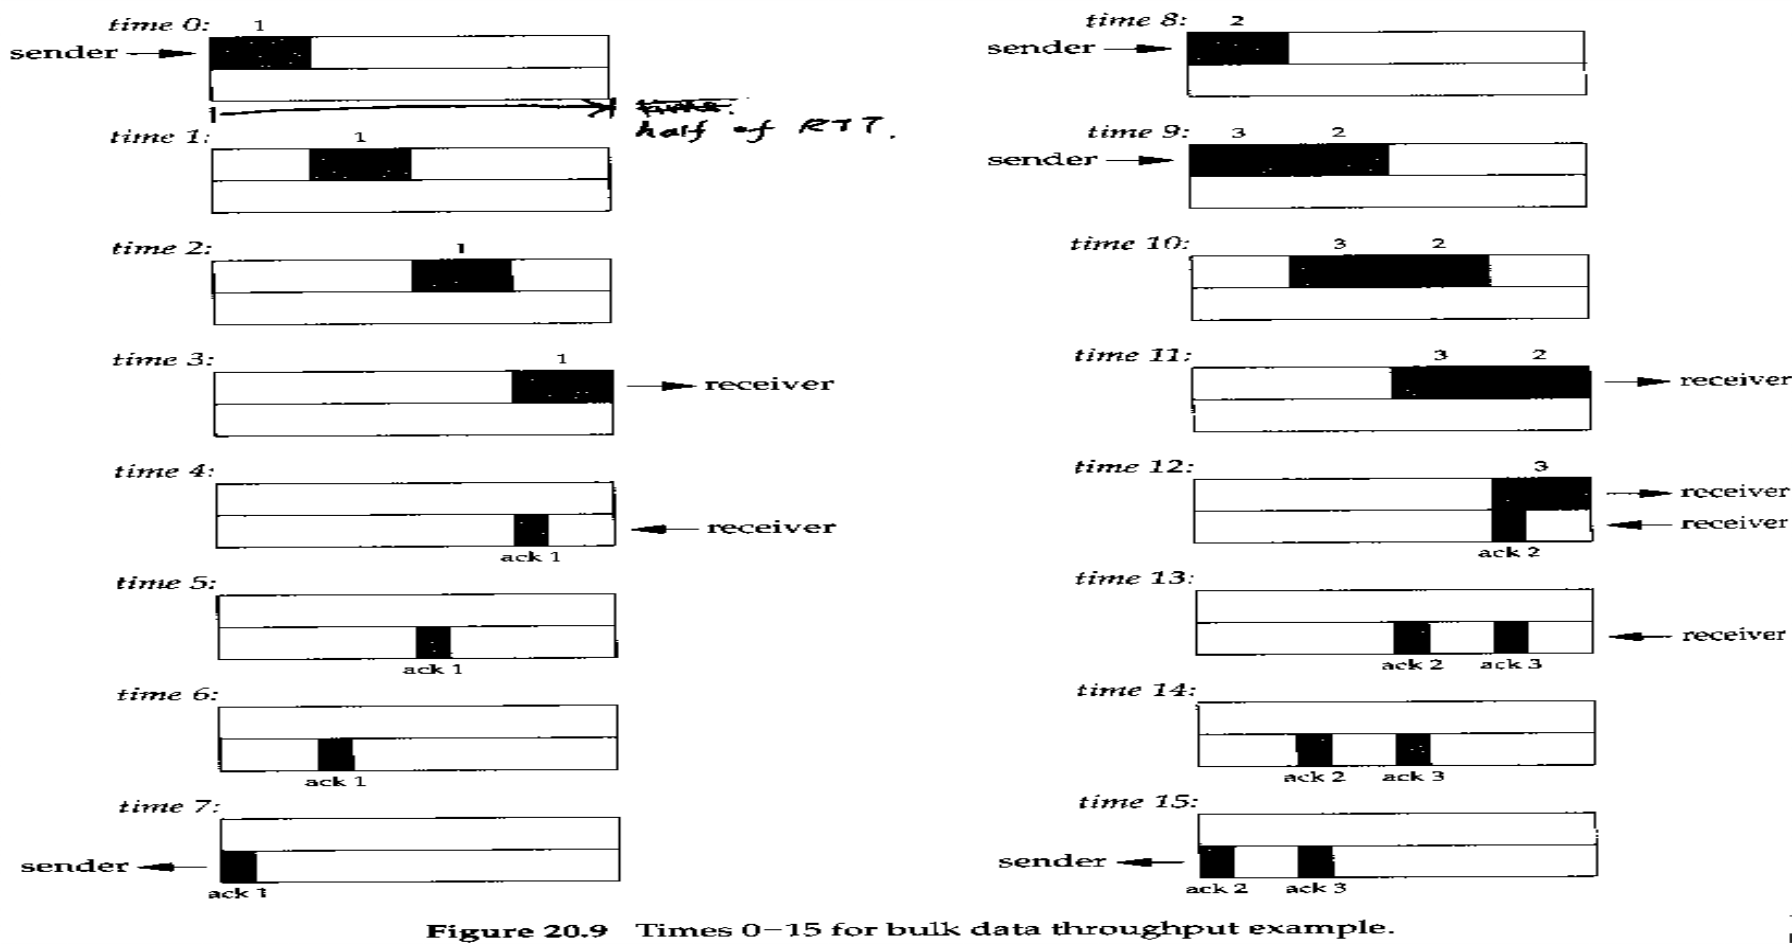 time 0: 1
sender
half of RTT.
time 1: 1
time 2: 1
time 3: 1
receiver
time 4:
receiver
ack 1
time 5:
ack 1
time 6:
ack 1
time 7:
sender
ack 1
time 8: 2
sender
time 9: 3 2
sender
time 10: 3 2
time 11: 3 2
receiver
time 12: 3
receiver
receiver
ack 2
time 13:
receiver
ack 2 ack 3
time 14:
ack 2 ack 3
time 15:
sender
ack 2 ack 3
Figure 20.9 Times 0–15 for bulk data throughput example.